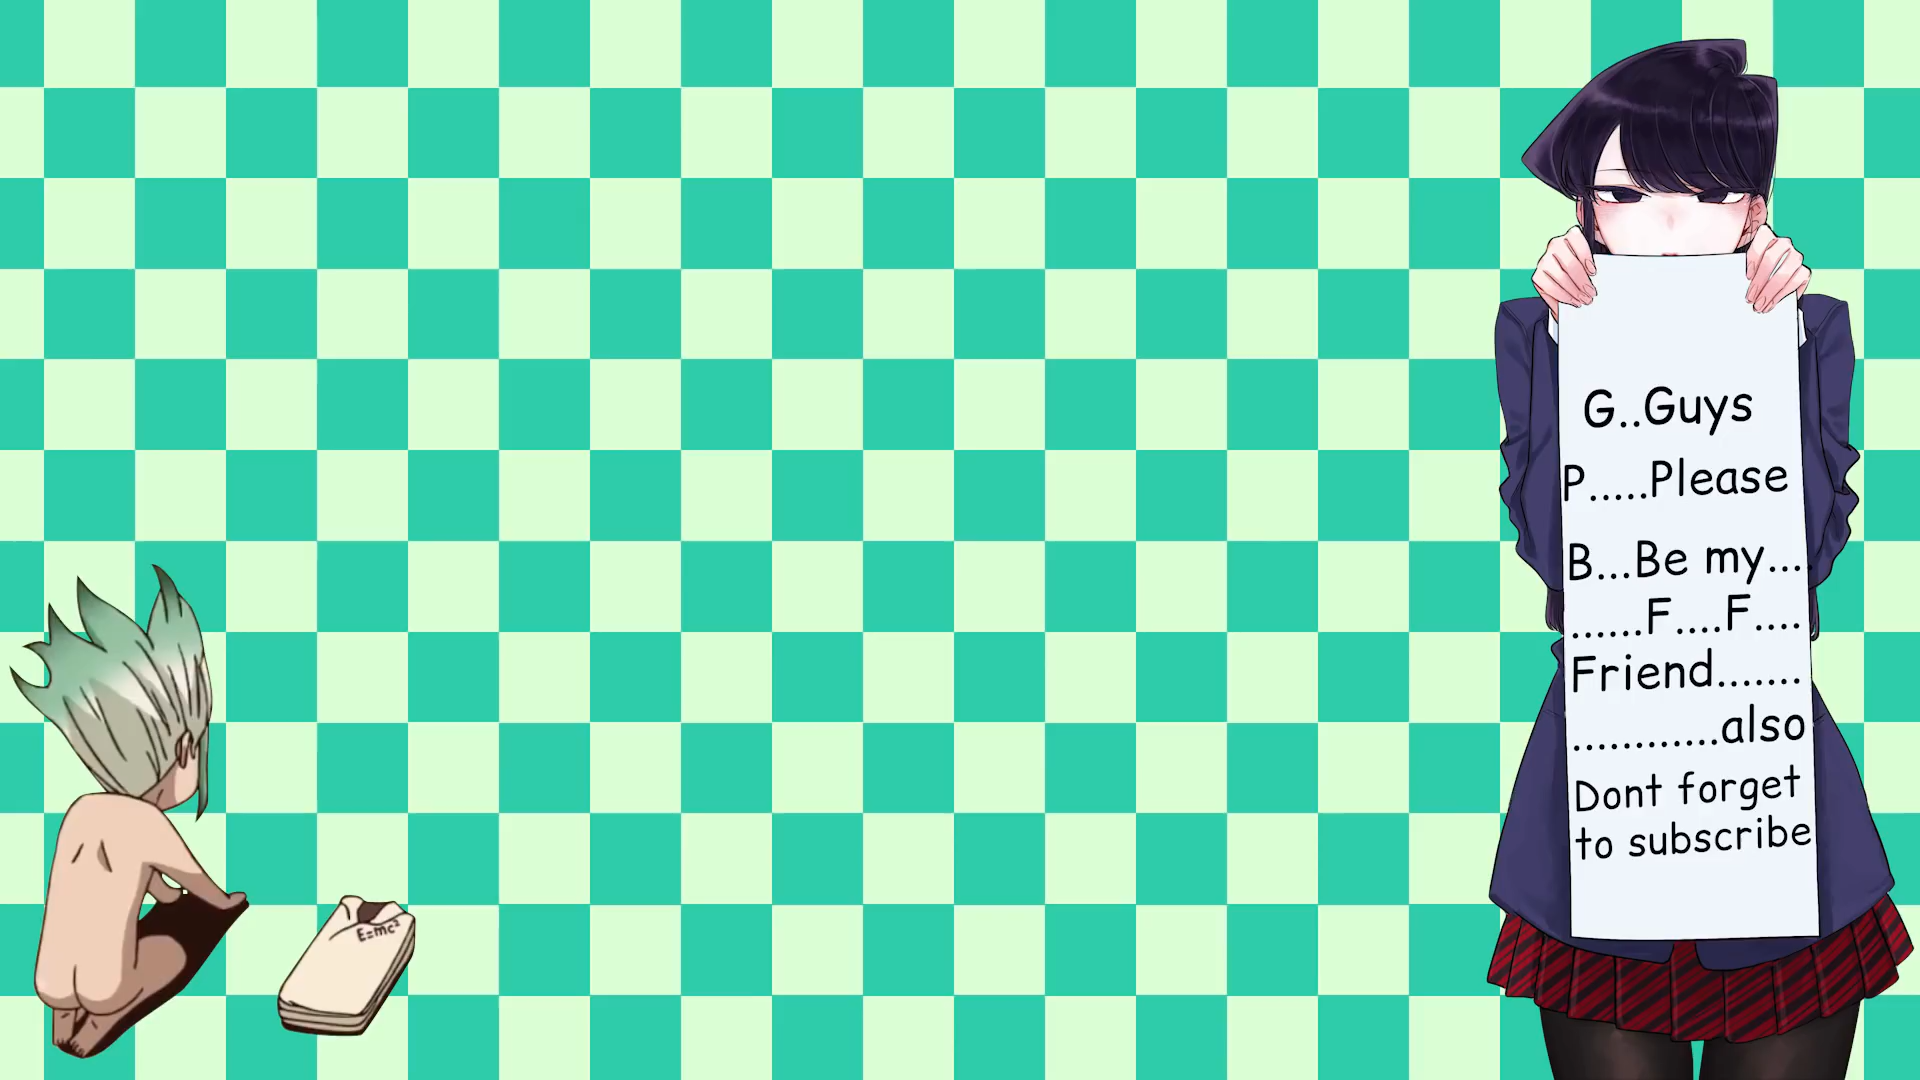 G..Guys
P.....Please
B...Be my....
......F....F....
Friend.......
............also
Dont forget
to subscribe
E=mc²